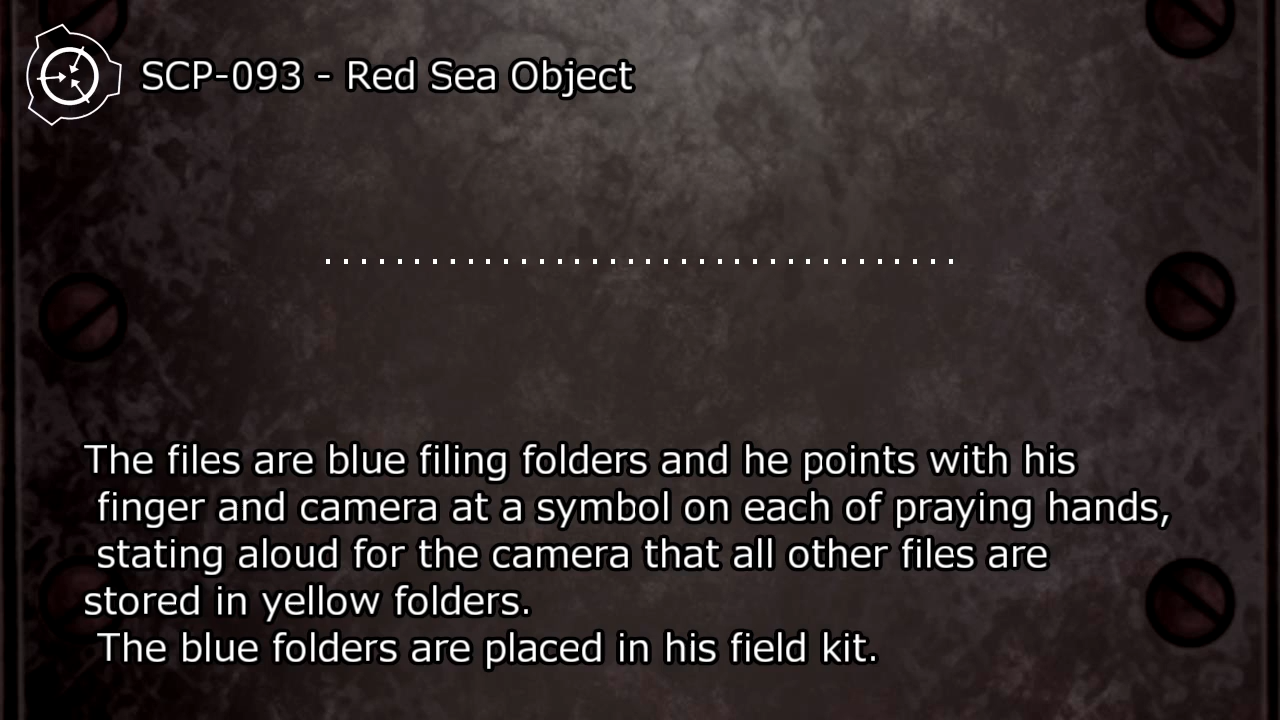 SCP-093 - Red Sea Object
....................................
The files are blue filing folders and he points with his
finger and camera at a symbol on each of praying hands,
stating aloud for the camera that all other files are
stored in yellow folders.
The blue folders are placed in his field kit.